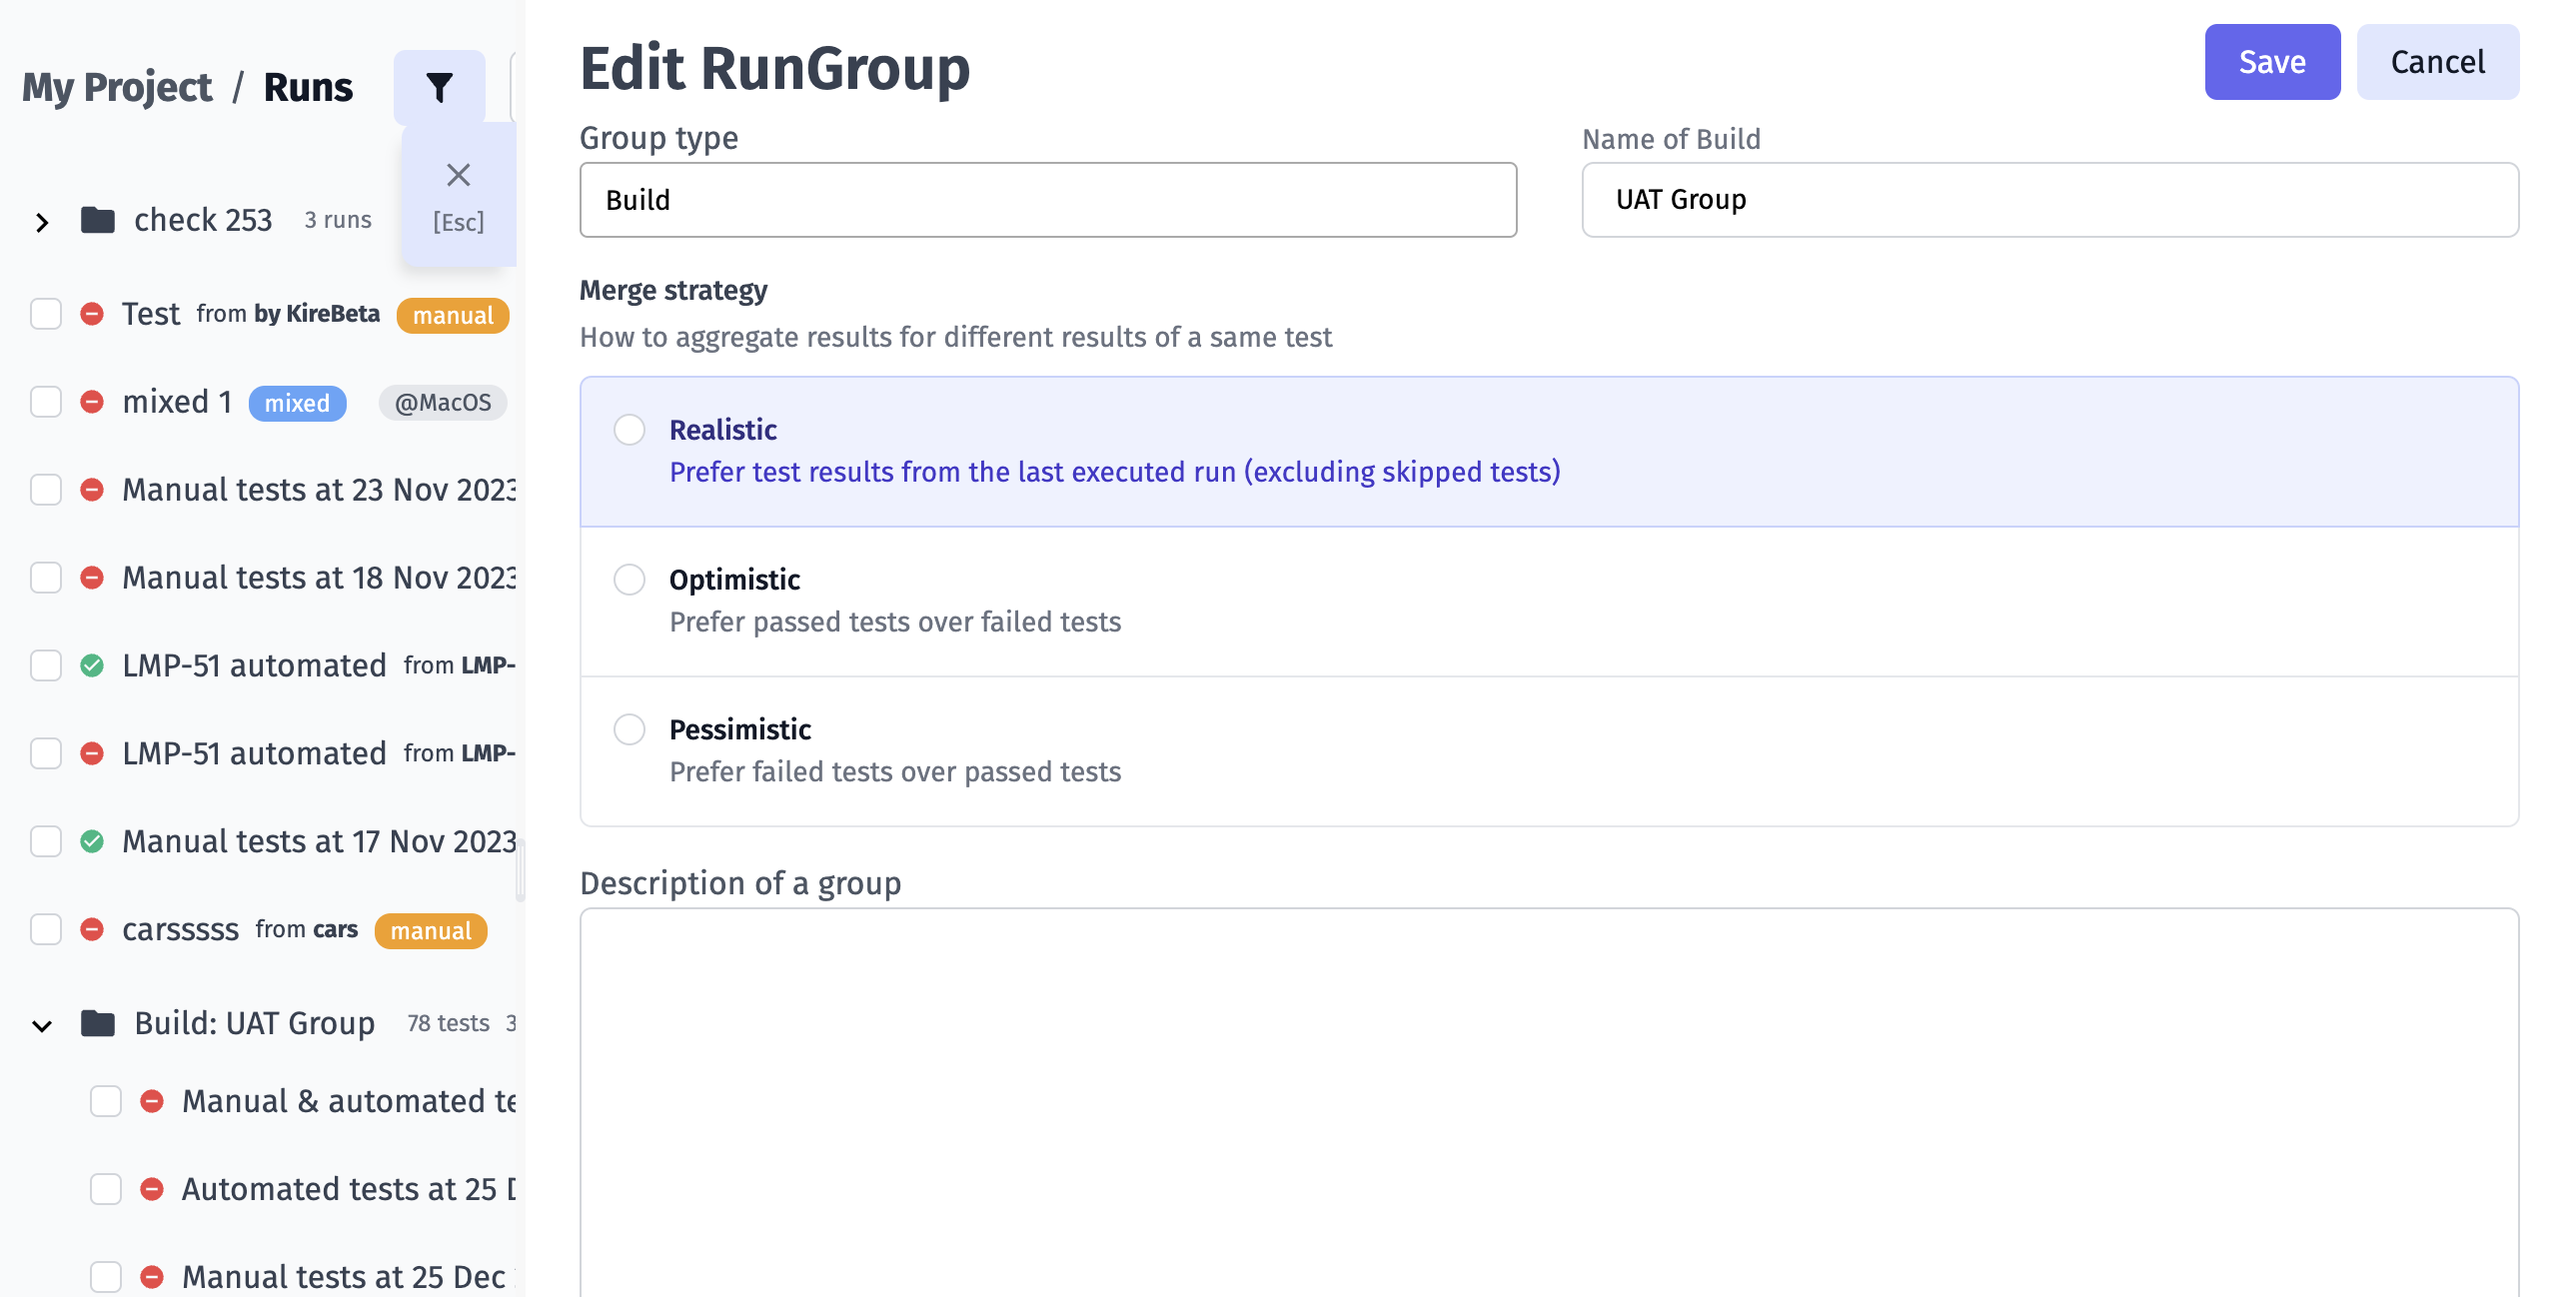 My Project / Runs
[Esc]
check 253 3 runs
Test from by KireBeta manual
mixed 1 mixed @MacOS
Manual tests at 23 Nov 2023
Manual tests at 18 Nov 2023
LMP-51 automated from LMP-
LMP-51 automated from LMP-
Manual tests at 17 Nov 2023
carsssss from cars manual
Build: UAT Group 78 tests 3
Manual & automated te
Automated tests at 25
Manual tests at 25 Dec
Edit RunGroup
Save Cancel
Group type
Build
Name of Build
UAT Group
Merge strategy
How to aggregate results for different results of a same test
Realistic
Prefer test results from the last executed run (excluding skipped tests)
Optimistic
Prefer passed tests over failed tests
Pessimistic
Prefer failed tests over passed tests
Description of a group